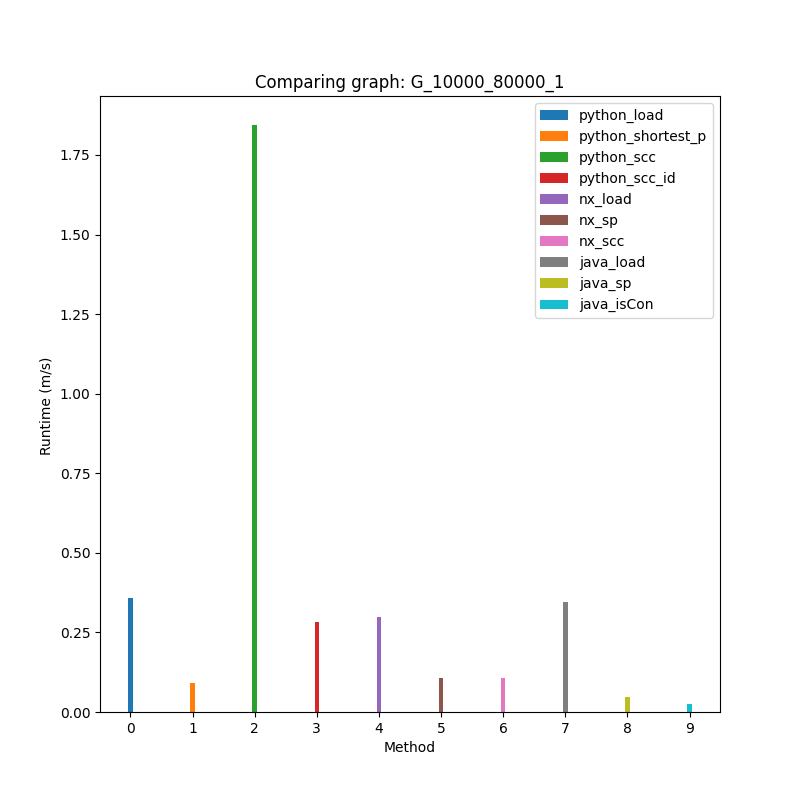 Comparing graph: G_10000_80000_1
python_load
python_shortest_p
python_scc
python_scc_id
nx_load
nx_sp
nx_scc
java_load
java_sp
java_isCon
Runtime (m/s)
1.75
1.50
1.25
1.00
0.75
0.50
0.25
0.00
0 1 2 3 4 5 6 7 8 9
Method